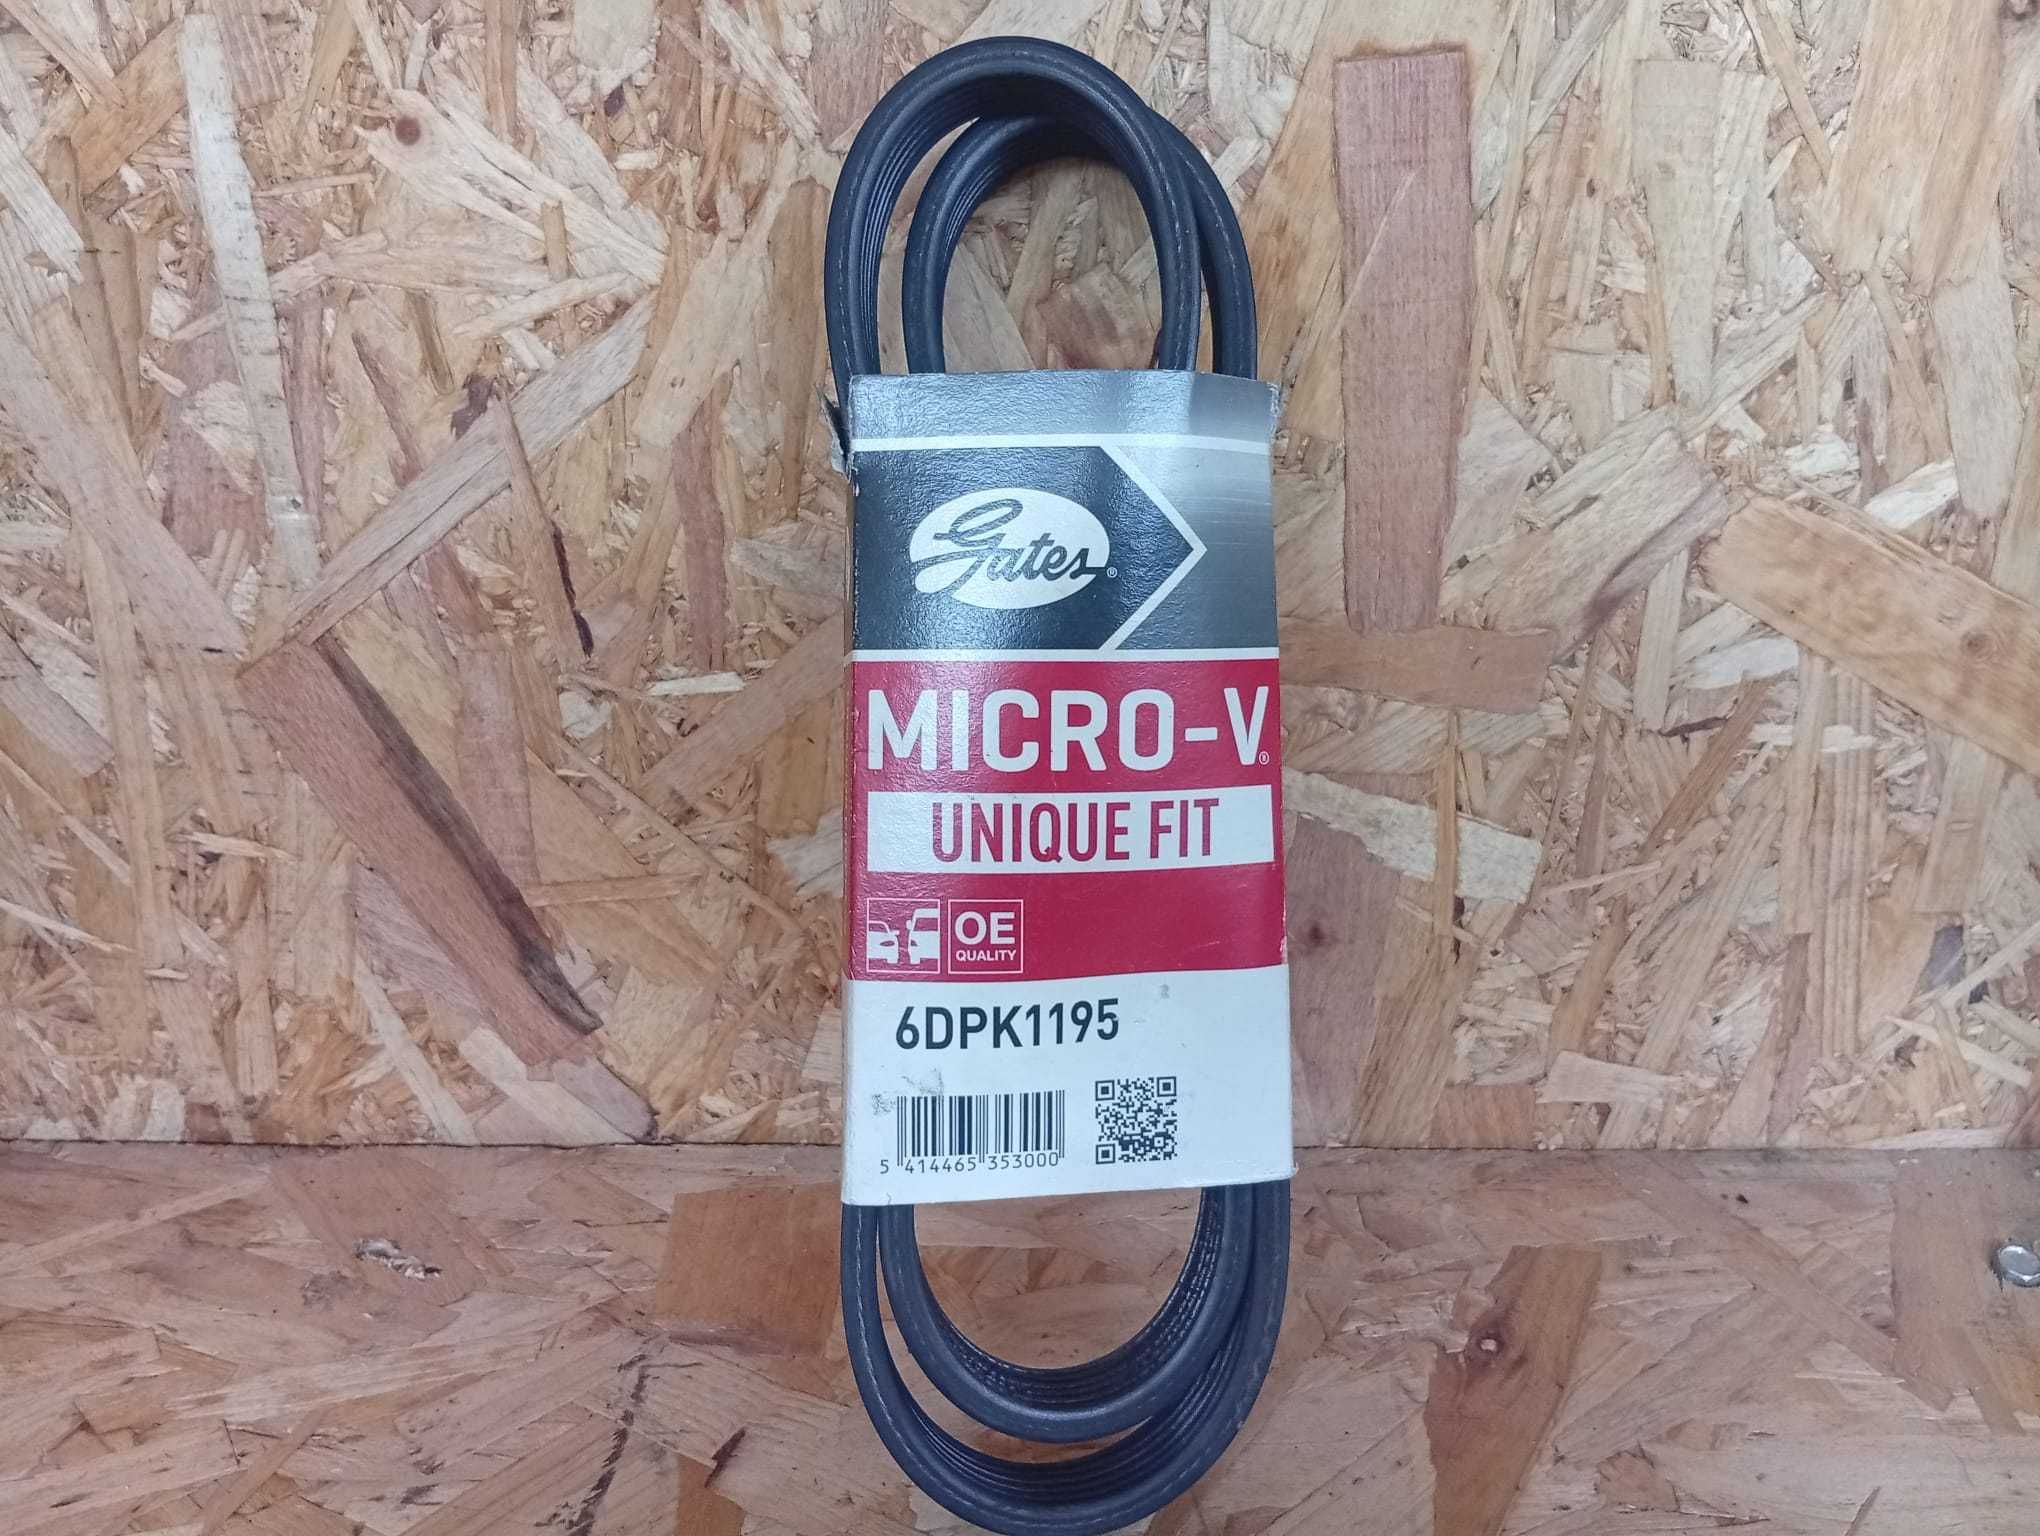 Gates®
MICRO-V®
UNIQUE FIT
OE
QUALITY
6DPK1195
5 414465 353000